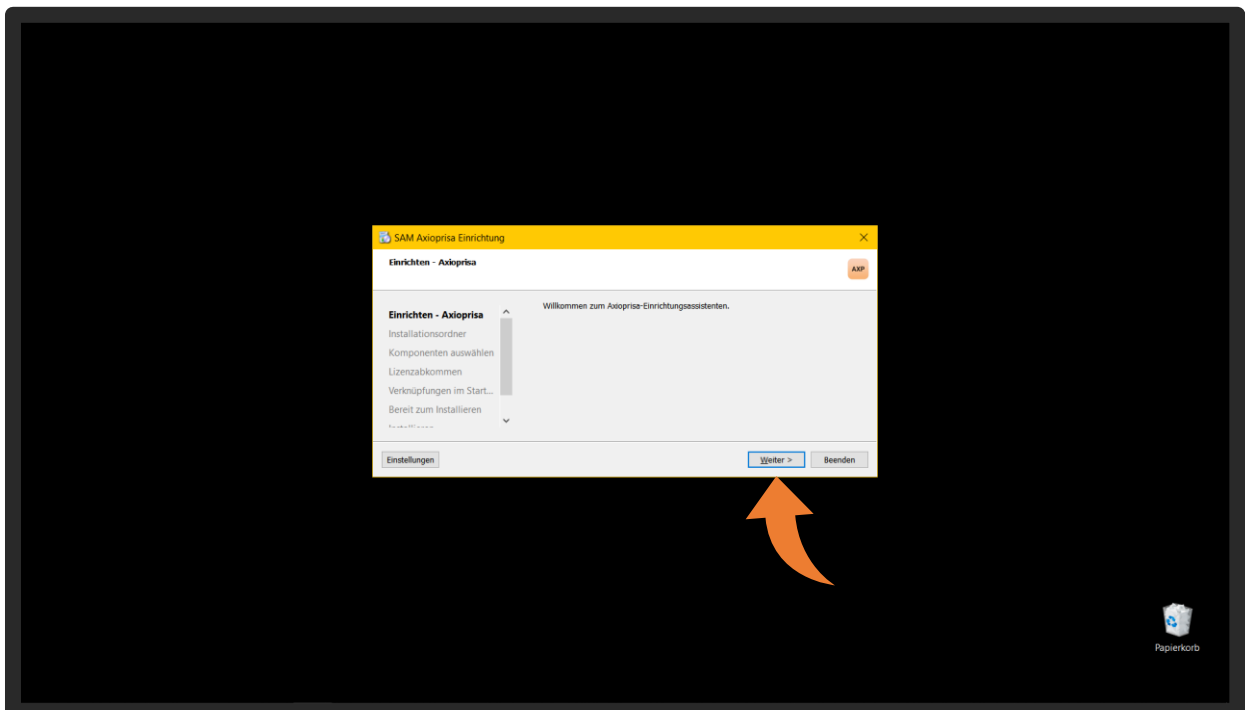 SAM Axioprisa Einrichtung
Einrichten - Axioprisa
AXP
Willkommen zum Axioprisa-Einrichtungsassistenten.
Einrichten - Axioprisa
Installationsordner
Komponenten auswählen
Lizenzabkommen
Verknüpfungen im Start...
Bereit zum Installieren
Einstellungen
Weiter >
Beenden
Papierkorb